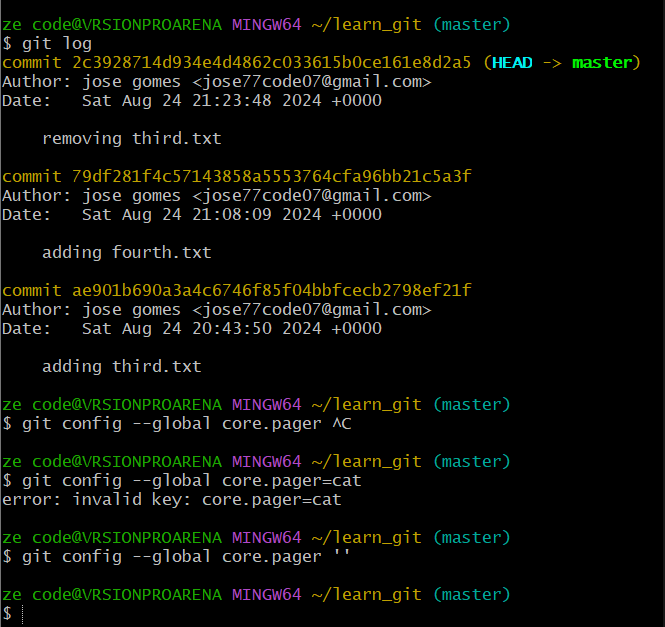 ze code@VRSIONPROARENA MINGW64 ~/learn_git (master)
$ git log
commit 2c3928714d934e4d4862c033615b0ce161e8d2a5 (HEAD -> master)
Author: jose gomes <jose77code07@gmail.com>
Date:   Sat Aug 24 21:23:48 2024 +0000
    removing third.txt
commit 79df281f4c57143858a5553764cfa96bb21c5a3f
Author: jose gomes <jose77code07@gmail.com>
Date:   Sat Aug 24 21:08:09 2024 +0000
    adding fourth.txt
commit ae901b690a3a4c6746f85f04bbfcecb2798ef21f
Author: jose gomes <jose77code07@gmail.com>
Date:   Sat Aug 24 20:43:50 2024 +0000
    adding third.txt
ze code@VRSIONPROARENA MINGW64 ~/learn_git (master)
$ git config --global core.pager ^C
ze code@VRSIONPROARENA MINGW64 ~/learn_git (master)
$ git config --global core.pager=cat
error: invalid key: core.pager=cat
ze code@VRSIONPROARENA MINGW64 ~/learn_git (master)
$ git config --global core.pager ''
ze code@VRSIONPROARENA MINGW64 ~/learn_git (master)
$